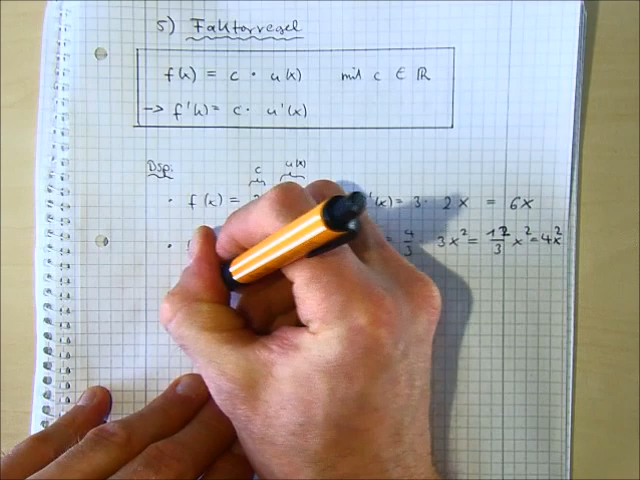 5) Faktorregel
f(x) = c · u(x) mit c ∈ ℝ
-> f'(x) = c · u'(x)
c u(x)
Bsp:
· f(x) = '(x) = 3 · 2x = 6x
· = 4/3 · 3x² = 12/3 x² = 4x²